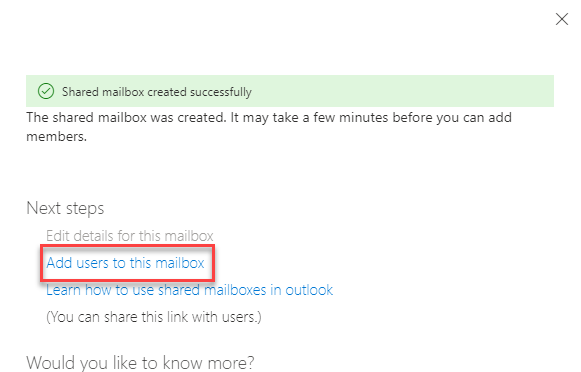 Shared mailbox created successfully
The shared mailbox was created. It may take a few minutes before you can add
members.
Next steps
Edit details for this mailbox
Add users to this mailbox
Learn how to use shared mailboxes in outlook
(You can share this link with users.)
Would you like to know more?